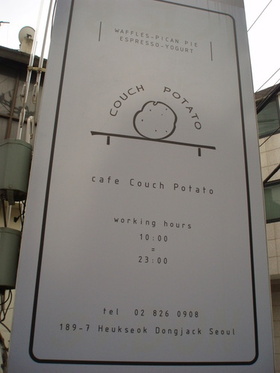 WAFFLES-PICAN PIE
ESPRESSO-YOGURT
COUCH POTATO
cafe Couch Potato
working hours
10:00
=
23:00
tel 02 826 0908
189-7 Heukseok Dongjack Seoul